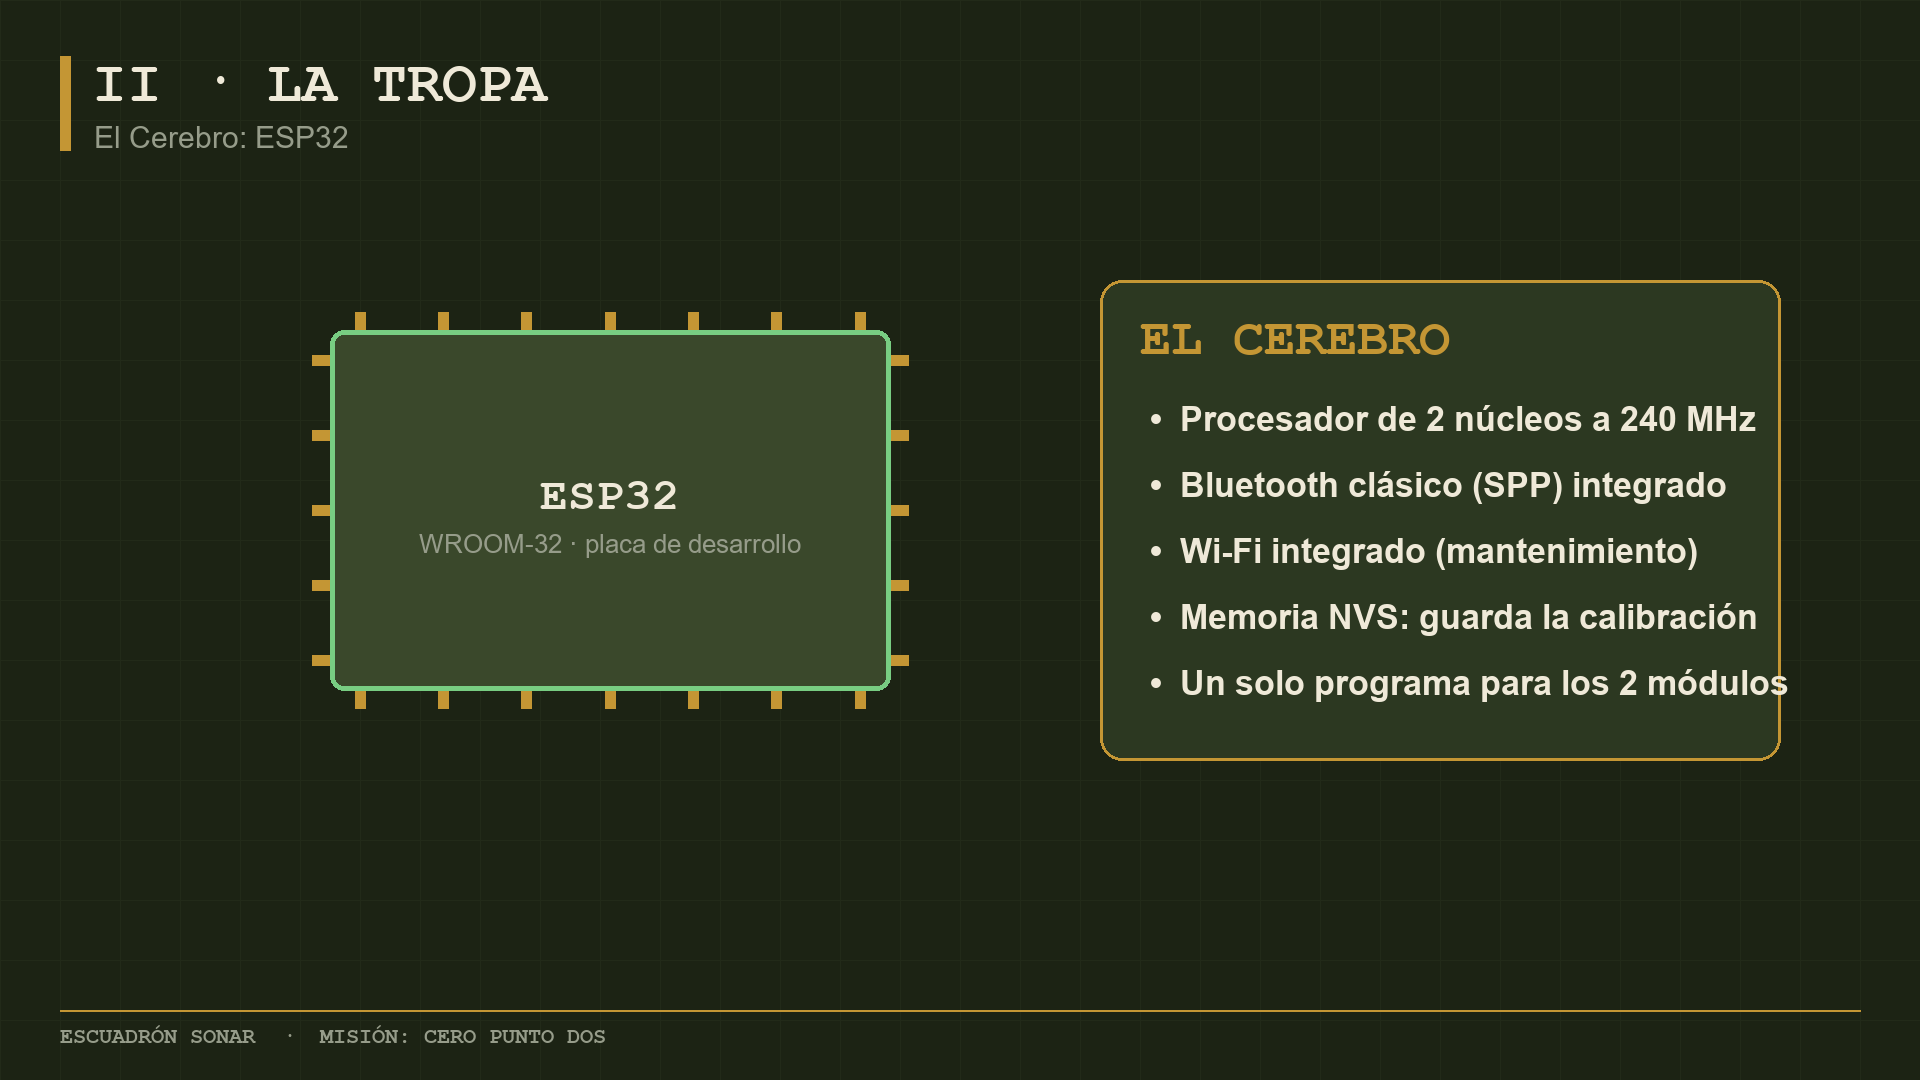 II · LA TROPA
El Cerebro: ESP32
ESP32
WROOM-32 · placa de desarrollo
EL CEREBRO
• Procesador de 2 núcleos a 240 MHz
• Bluetooth clásico (SPP) integrado
• Wi-Fi integrado (mantenimiento)
• Memoria NVS: guarda la calibración
• Un solo programa para los 2 módulos
ESCUADRÓN SONAR · MISIÓN: CERO PUNTO DOS